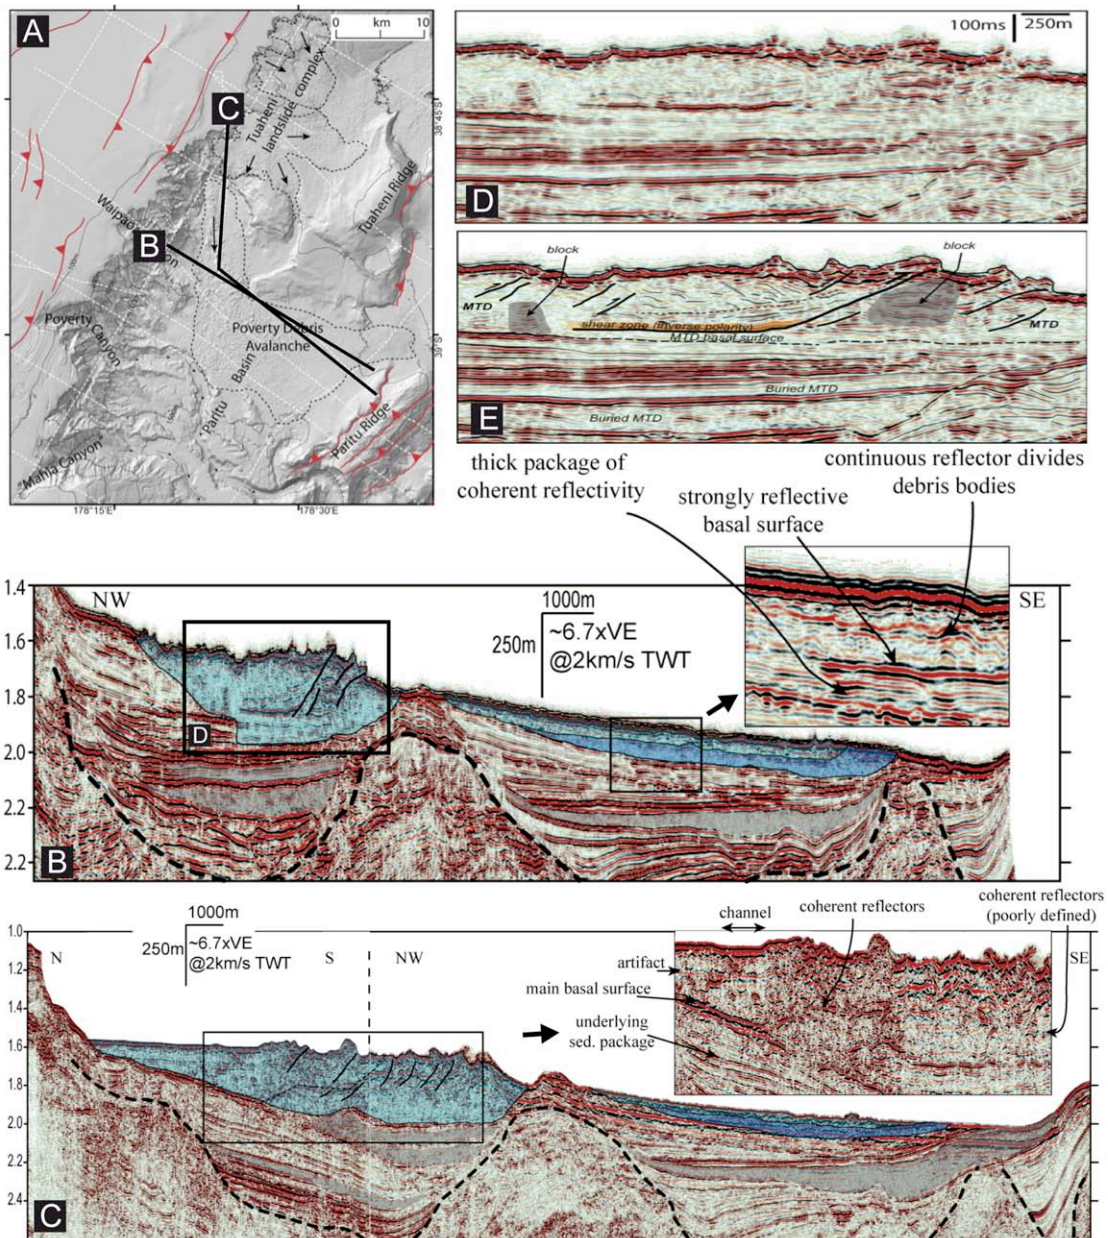 A
0 km 10
C
Tuaheni
landslide complex
38°45'S
Tuaheni Ridge
B
100m
Poverty
Canyon
Poverty Debris
Avalanche
Basin
Paritu
39°S
Paritu Ridge
"Mahia Canyon"
178°15'E
178°30'E
100ms 250m
D
block
block
MTD
shear zone (inverse polarity)
MTD basal surface
MTD
Buried MTD
Buried MTD
E
thick package of
coherent reflectivity
continuous reflector divides
debris bodies
strongly reflective
basal surface
1.4
1.6
1.8
2.0
2.2
2.2
NW
1000m
250m
~6.7xVE
@2km/s TWT
SE
D
B
1000m
250m
~6.7xVE
@2km/s TWT
1.0
1.2
1.4
1.6
1.8
2.0
2.2
2.4
N
S
NW
channel
coherent reflectors
coherent reflectors
(poorly defined)
artifact
main basal surface
underlying
sed. package
SE
C